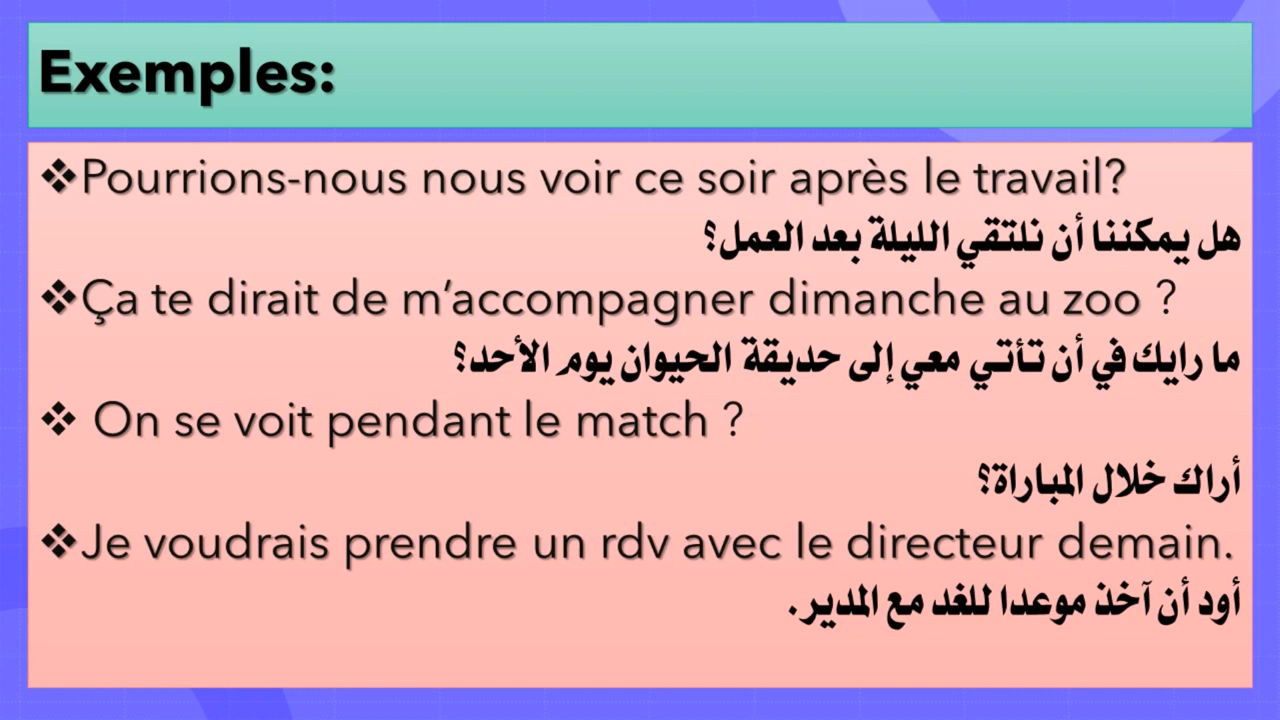 Exemples:
❖Pourrions-nous nous voir ce soir après le travail?
هل يمكننا أن نلتقي الليلة بعد العمل؟
❖Ça te dirait de m’accompagner dimanche au zoo ?
ما رايك في أن تأتي معي إلى حديقة الحيوان يوم الأحد؟
❖ On se voit pendant le match ?
أراك خلال المباراة؟
❖Je voudrais prendre un rdv avec le directeur demain.
أود أن آخذ موعدا للغد مع المدير.